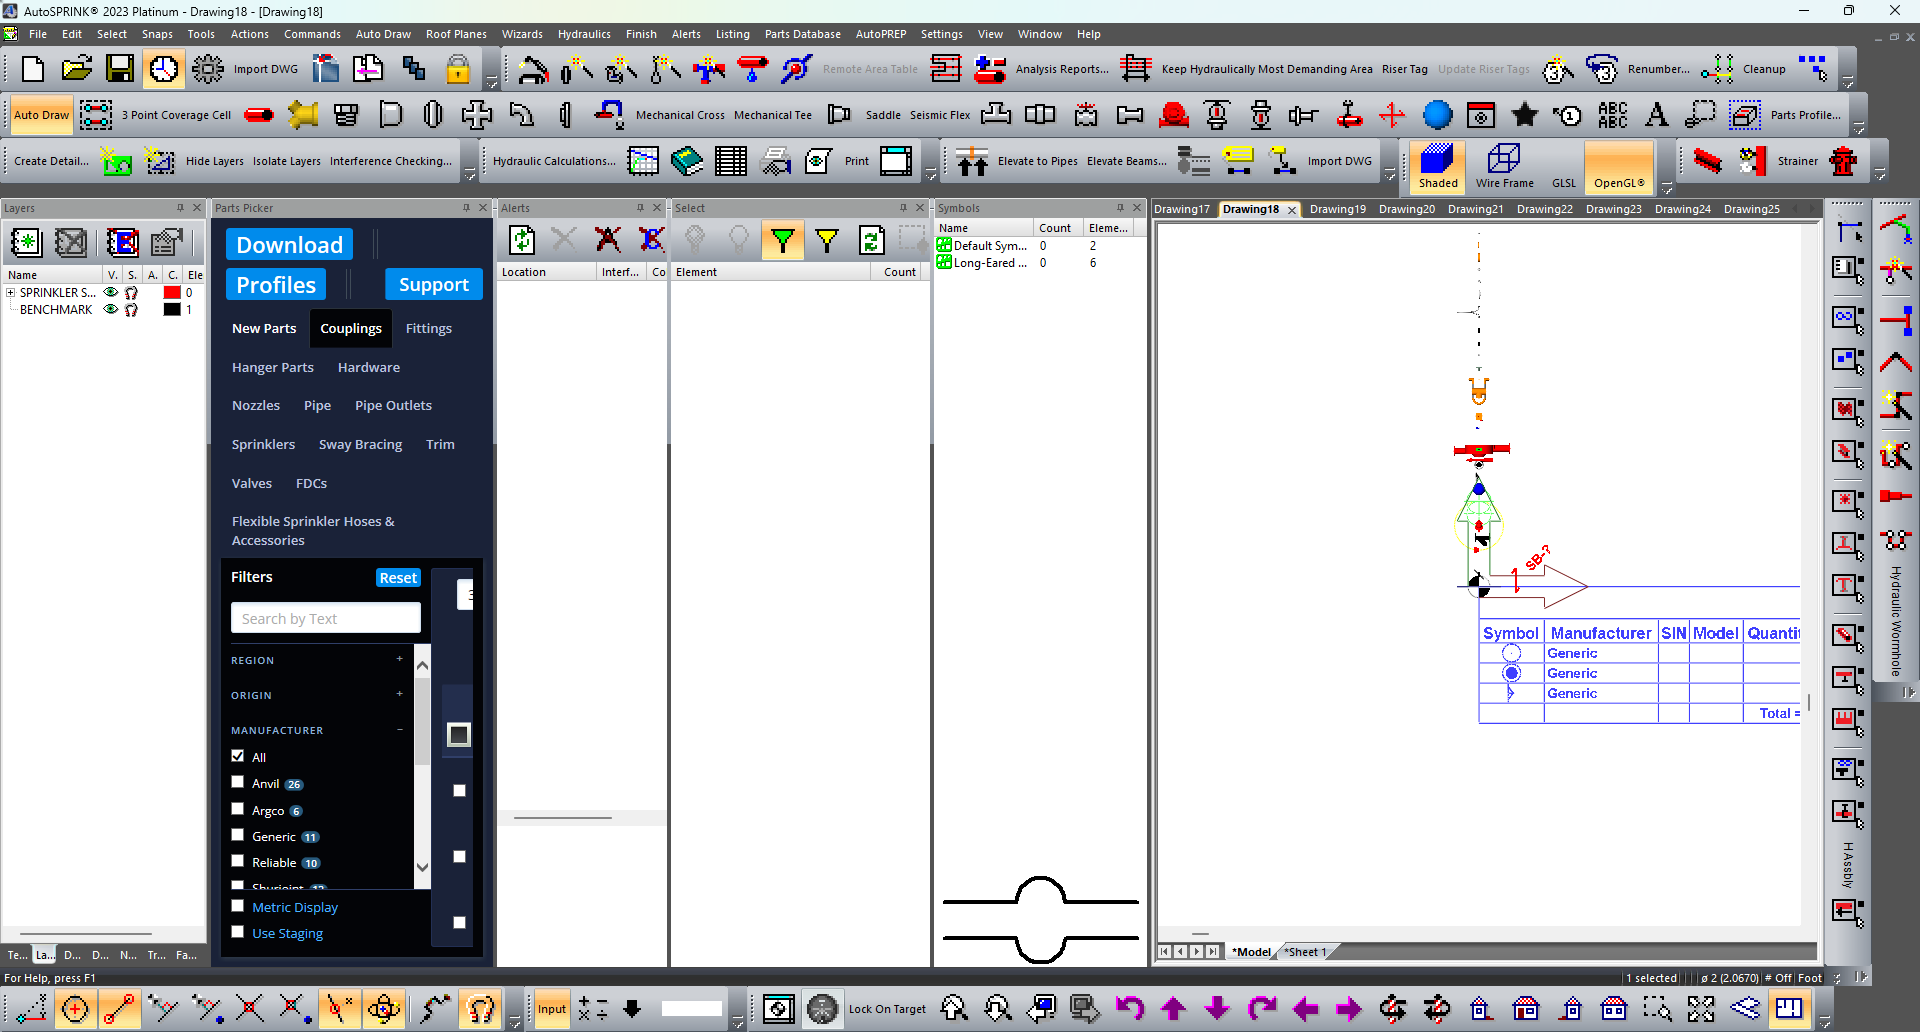 AutoSPRINK® 2023 Platinum - Drawing18 - [Drawing18]
File Edit Select Snaps Tools Actions Commands Auto Draw Roof Planes Wizards Hydraulics Finish Alerts Listing Parts Database AutoPREP Settings View Window Help
Import DWG Remote Area Table Analysis Reports... Keep Hydraulically Most Demanding Area Riser Tag Update Riser Tags Renumber... Cleanup
Auto Draw 3 Point Coverage Cell Mechanical Cross Mechanical Tee Saddle Seismic Flex ABC ABC A Parts Profile...
Create Detail... Hide Layers Isolate Layers Interference Checking... Hydraulic Calculations... Print Elevate to Pipes Elevate Beams... Import DWG Shaded Wire Frame GLSL OpenGL® Strainer
Layers Parts Picker Alerts Select Symbols
Drawing17 Drawing18 Drawing19 Drawing20 Drawing21 Drawing22 Drawing23 Drawing24 Drawing25
Name V. S. A. C. Ele
SPRINKLER S... 0
BENCHMARK 1
Download
Profiles Support
New Parts Couplings Fittings
Hanger Parts Hardware
Nozzles Pipe Pipe Outlets
Sprinklers Sway Bracing Trim
Valves FDCs
Flexible Sprinkler Hoses &
Accessories
Filters Reset
Search by Text
REGION +
ORIGIN +
MANUFACTURER −
All
Anvil 26
Argco 6
Generic 11
Reliable 10
Metric Display
Use Staging
Location Interf... Co
Element Count
Name Count Eleme...
Default Sym... 0 2
Long-Eared ... 0 6
SB-?
Symbol Manufacturer SIN Model Quantit
Generic
Generic
Generic
Total =
Hydraulic Wormhole
HAssbly
Te... La... D... D... N... Tr... Fa...
*Model *Sheet 1
For Help, press F1
1 selected ø 2 (2.0670) # Off Foot
Input Lock On Target